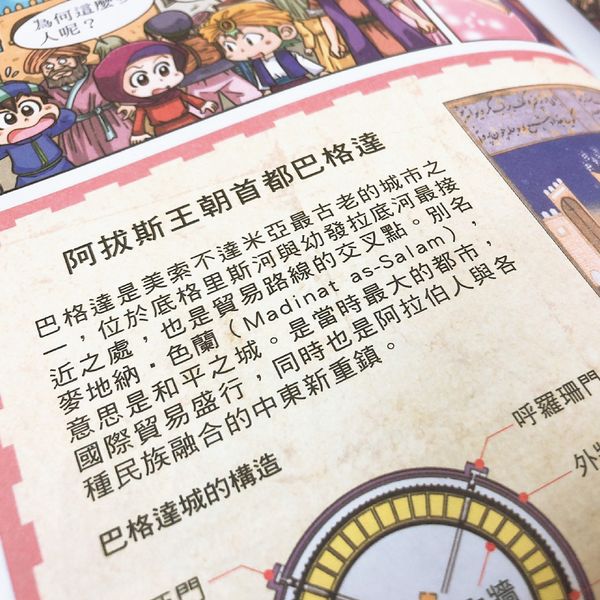 為何這麼多
人呢？
阿拔斯王朝首都巴格達
巴格達是美索不達米亞最古老的城市之
一，位於底格里斯河與幼發拉底河最接
近之處，也是貿易路線的交叉點。別名
麥地納・色蘭（Madinat as-Salam），
意思是和平之城。是當時最大的都市，
國際貿易盛行，同時也是阿拉伯人與各
種民族融合的中東新重鎮。
巴格達城的構造
呼羅珊門
外
牆
門